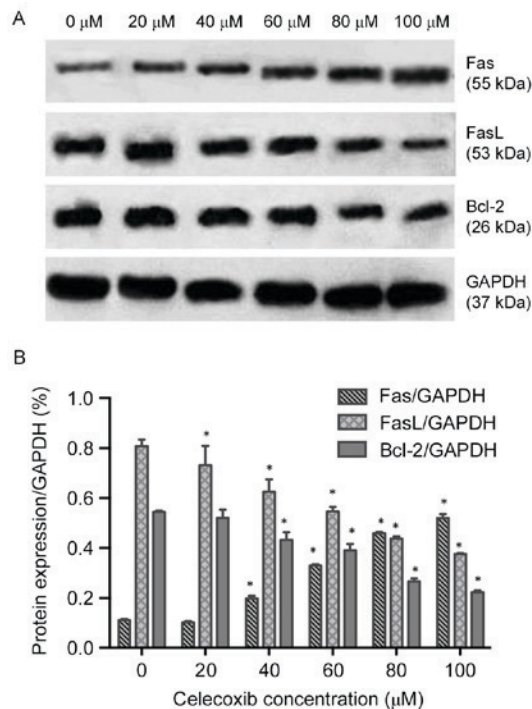 A
0 μM 20 μM 40 μM 60 μM 80 μM 100 μM
Fas
(55 kDa)
FasL
(53 kDa)
Bcl-2
(26 kDa)
GAPDH
(37 kDa)
B
Protein expression/GAPDH (%)
1.0
0.8
0.6
0.4
0.2
0.0
Fas/GAPDH
FasL/GAPDH
Bcl-2/GAPDH
* * * * * * * * * * * * *
0 20 40 60 80 100
Celecoxib concentration (μM)